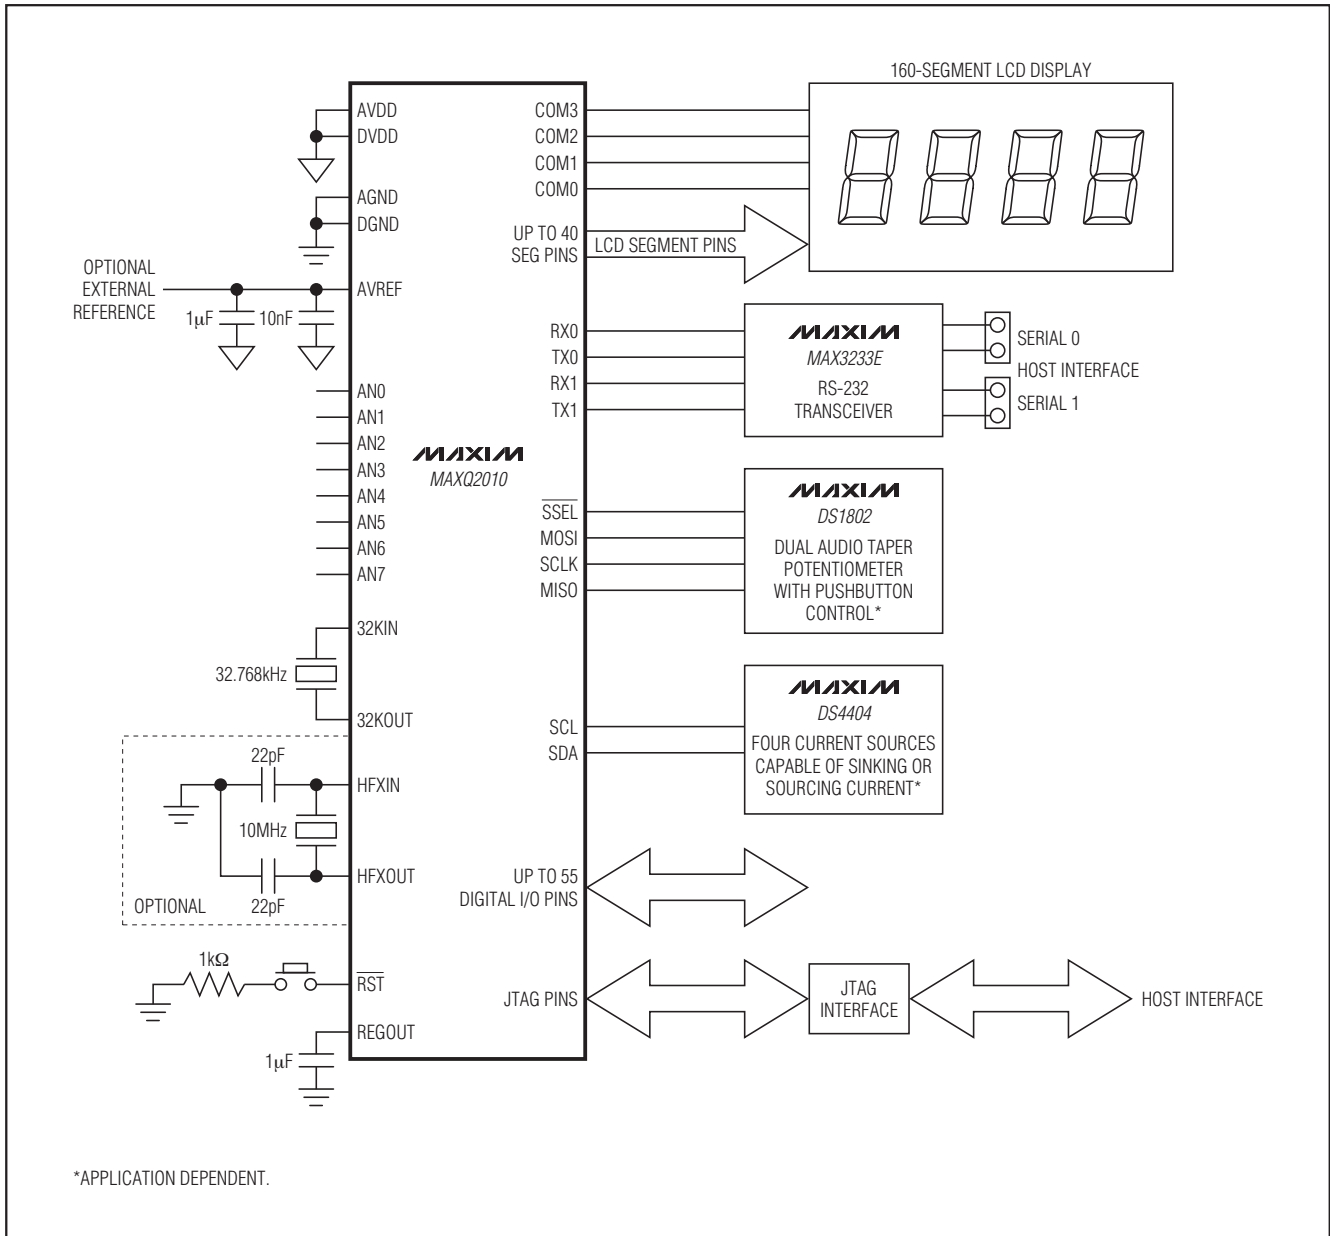 160-SEGMENT LCD DISPLAY
AVDD
DVDD
AGND
DGND
OPTIONAL
EXTERNAL
REFERENCE
AVREF
1µF
10nF
AN0
AN1
AN2
AN3
AN4
AN5
AN6
AN7
32KIN
32.768kHz
32KOUT
22pF
HFXIN
10MHz
HFXOUT
22pF
OPTIONAL
1kΩ
RST
REGOUT
1µF
MAXIM
MAXQ2010
COM3
COM2
COM1
COM0
UP TO 40
SEG PINS
LCD SEGMENT PINS
RX0
TX0
RX1
TX1
MAXIM
MAX3233E
RS-232
TRANSCEIVER
SERIAL 0
HOST INTERFACE
SERIAL 1
SSEL
MOSI
SCLK
MISO
MAXIM
DS1802
DUAL AUDIO TAPER
POTENTIOMETER
WITH PUSHBUTTON
CONTROL*
SCL
SDA
MAXIM
DS4404
FOUR CURRENT SOURCES
CAPABLE OF SINKING OR
SOURCING CURRENT*
UP TO 55
DIGITAL I/O PINS
JTAG PINS
JTAG
INTERFACE
HOST INTERFACE
*APPLICATION DEPENDENT.